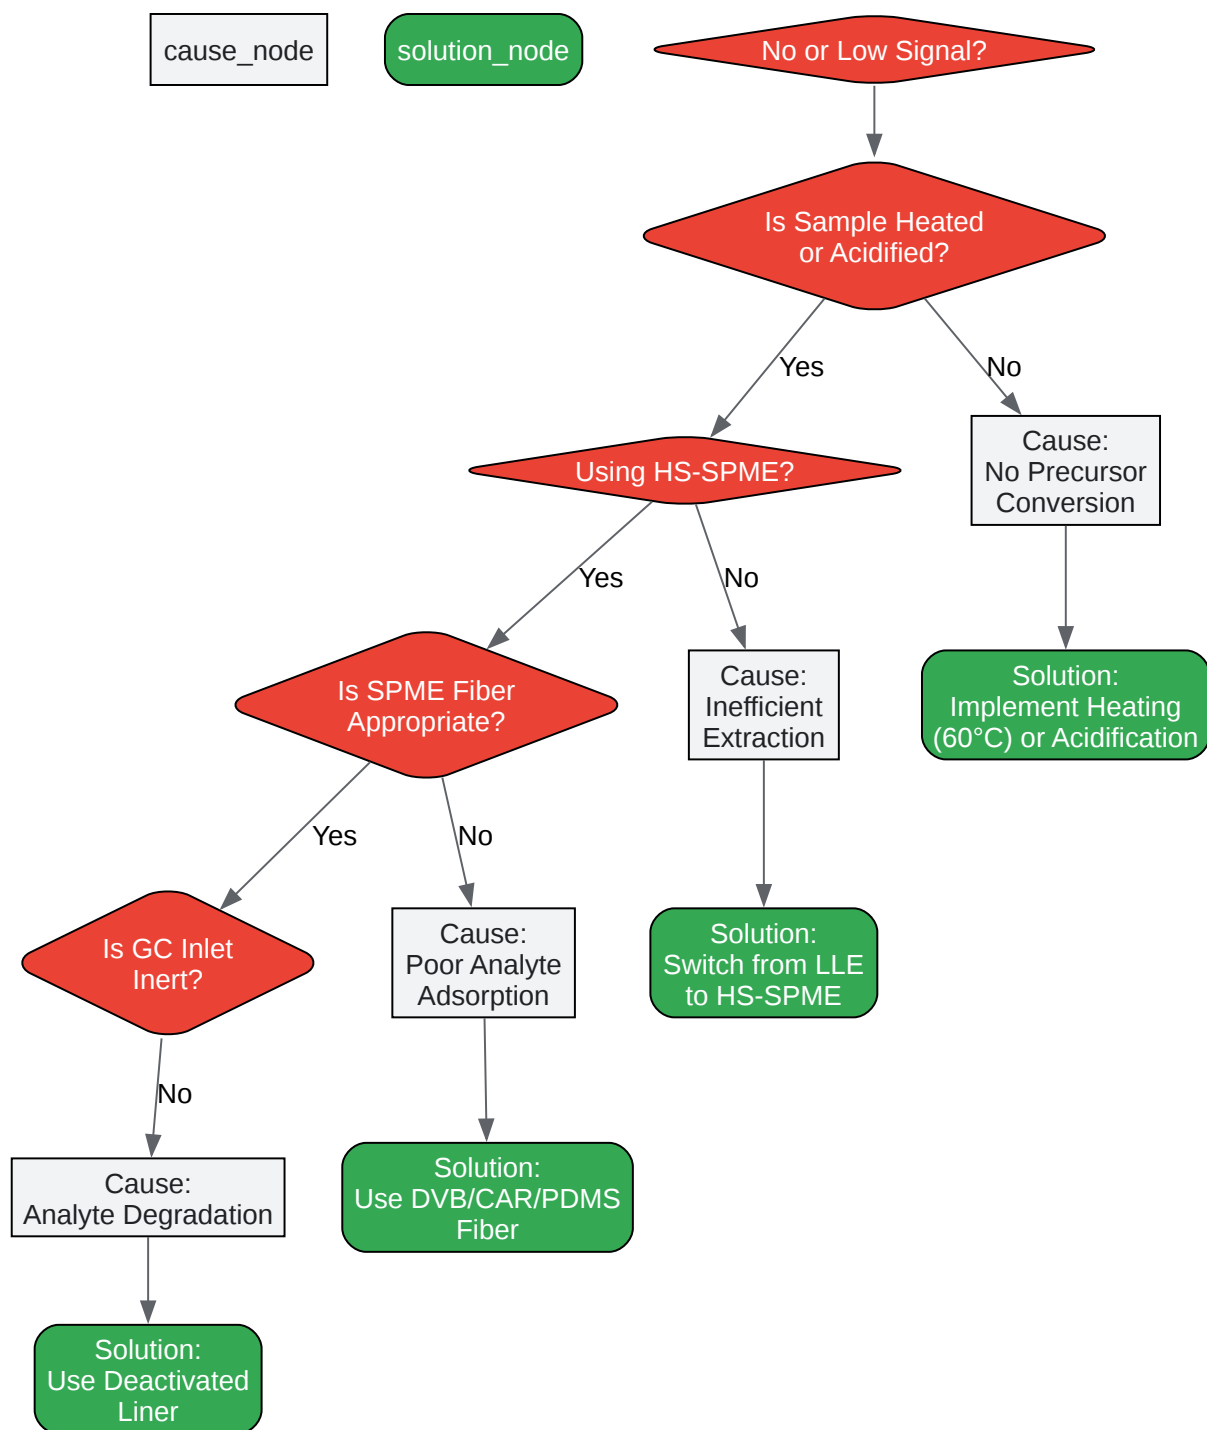 cause_node
solution_node
No or Low Signal?
Is Sample Heated
or Acidified?
Yes
No
Using HS-SPME?
Cause:
No Precursor
Conversion
Yes
No
Is SPME Fiber
Appropriate?
Cause:
Inefficient
Extraction
Solution:
Implement Heating
(60°C) or Acidification
Yes
No
Is GC Inlet
Inert?
Cause:
Poor Analyte
Adsorption
Solution:
Switch from LLE
to HS-SPME
No
Cause:
Analyte Degradation
Solution:
Use DVB/CAR/PDMS
Fiber
Solution:
Use Deactivated
Liner